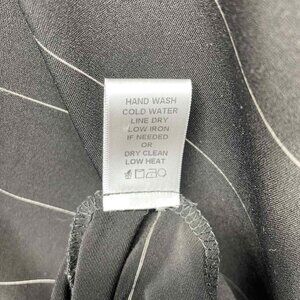 HAND WASH
COLD WATER
LINE DRY
LOW IRON
IF NEEDED
OR
DRY CLEAN
LOW HEAT